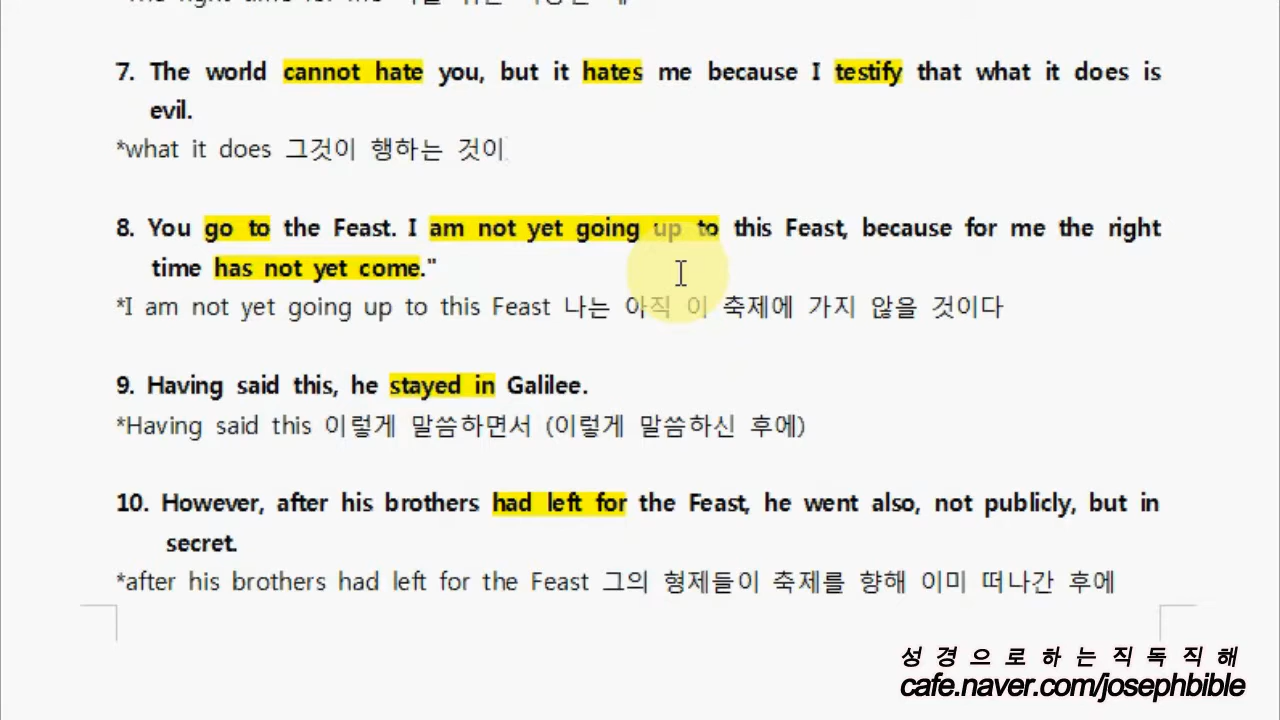 7. The world cannot hate you, but it hates me because I testify that what it does is
evil.
*what it does 그것이 행하는 것이
8. You go to the Feast. I am not yet going up to this Feast, because for me the right
time has not yet come."
*I am not yet going up to this Feast 나는 아직 이 축제에 가지 않을 것이다
9. Having said this, he stayed in Galilee.
*Having said this 이렇게 말씀하면서 (이렇게 말씀하신 후에)
10. However, after his brothers had left for the Feast, he went also, not publicly, but in
secret.
*after his brothers had left for the Feast 그의 형제들이 축제를 향해 이미 떠나간 후에
성경으로하는직독직해
cafe.naver.com/josephbible